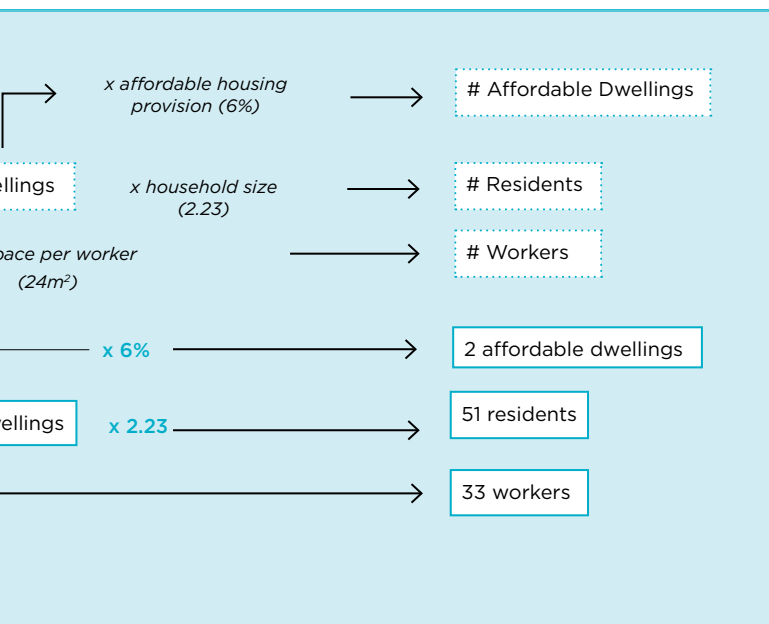 x affordable housing
provision (6%)
# Affordable Dwellings
ellings
x household size
(2.23)
# Residents
pace per worker
(24m²)
# Workers
x 6%
2 affordable dwellings
ellings
x 2.23
51 residents
33 workers